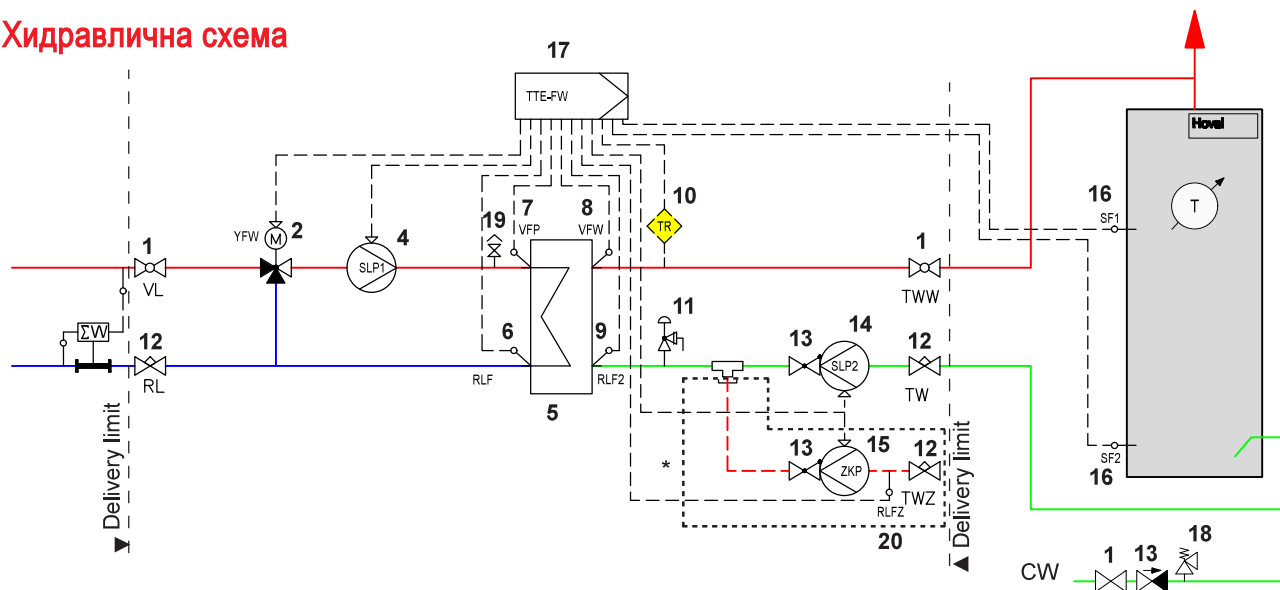 Хидравлична схема
17
TTE-FW
Hoval
T
16
SF1
10
TR
7
VFP
8
VFW
19
YFW
M
2
4
SLP1
1
VL
1
TWW
ΣW
12
RL
6
RLF
9
RLF2
5
11
13
14
SLP2
12
TW
*
13
15
ZKP
12
TWZ
RLFZ
20
SF2
16
Delivery limit
Delivery limit
CW
1
13
18